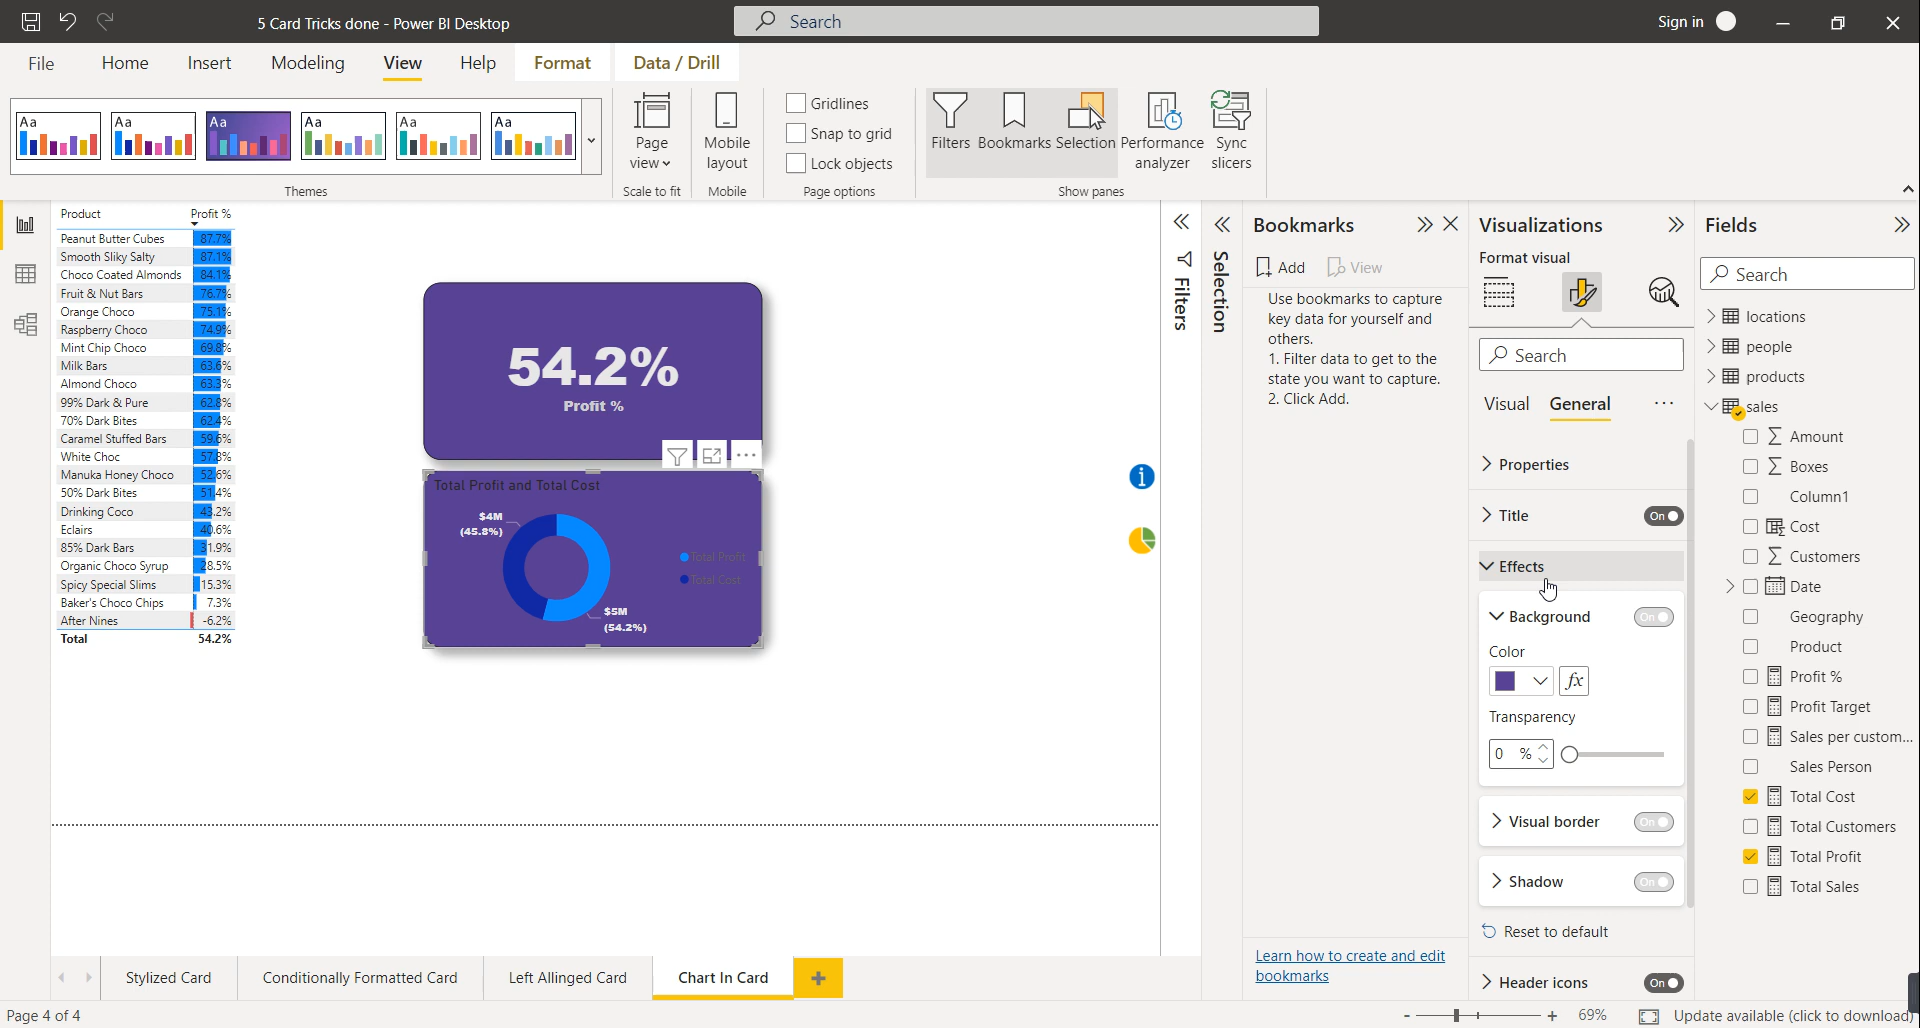 5 Card Tricks done - Power BI Desktop
Search
Sign in
File
Home
Insert
Modeling
View
Help
Format
Data / Drill
Aa
Aa
Aa
Aa
Aa
Aa
Themes
Page
view
Scale to fit
Mobile
layout
Mobile
Gridlines
Snap to grid
Lock objects
Page options
Filters
Bookmarks
Selection
Performance
analyzer
Sync
slicers
Show panes
Product Profit %
Peanut Butter Cubes 87.7%
Smooth Sliky Salty 87.1%
Choco Coated Almonds 84.1%
Fruit & Nut Bars 76.7%
Orange Choco 75.1%
Raspberry Choco 74.9%
Mint Chip Choco 69.8%
Milk Bars 63.6%
Almond Choco 63.3%
99% Dark & Pure 62.8%
70% Dark Bites 62.4%
Caramel Stuffed Bars 59.6%
White Choc 57.8%
Manuka Honey Choco 52.6%
50% Dark Bites 51.4%
Drinking Coco 43.2%
Eclairs 40.6%
85% Dark Bars 31.9%
Organic Choco Syrup 28.5%
Spicy Special Slims 15.3%
Baker's Choco Chips 7.3%
After Nines -6.2%
Total 54.2%
54.2%
Profit %
Total Profit and Total Cost
$4M
(45.8%)
Total Profit
Total Cost
$5M
(54.2%)
Filters
Selection
Bookmarks
Add
View
Use bookmarks to capture
key data for yourself and
others.
1. Filter data to get to the
state you want to capture.
2. Click Add.
Learn how to create and edit
bookmarks
Visualizations
Format visual
Search
Visual
General
...
Properties
Title On
Effects
Background On
Color
fx
Transparency
0 %
Visual border On
Shadow On
Reset to default
Header icons On
Fields
Search
locations
people
products
sales
Amount
Boxes
Column1
Cost
Customers
Date
Geography
Product
Profit %
Profit Target
Sales per custom...
Sales Person
Total Cost
Total Customers
Total Profit
Total Sales
Stylized Card
Conditionally Formatted Card
Left Allinged Card
Chart In Card
+
Page 4 of 4
- + 69%
Update available (click to download)